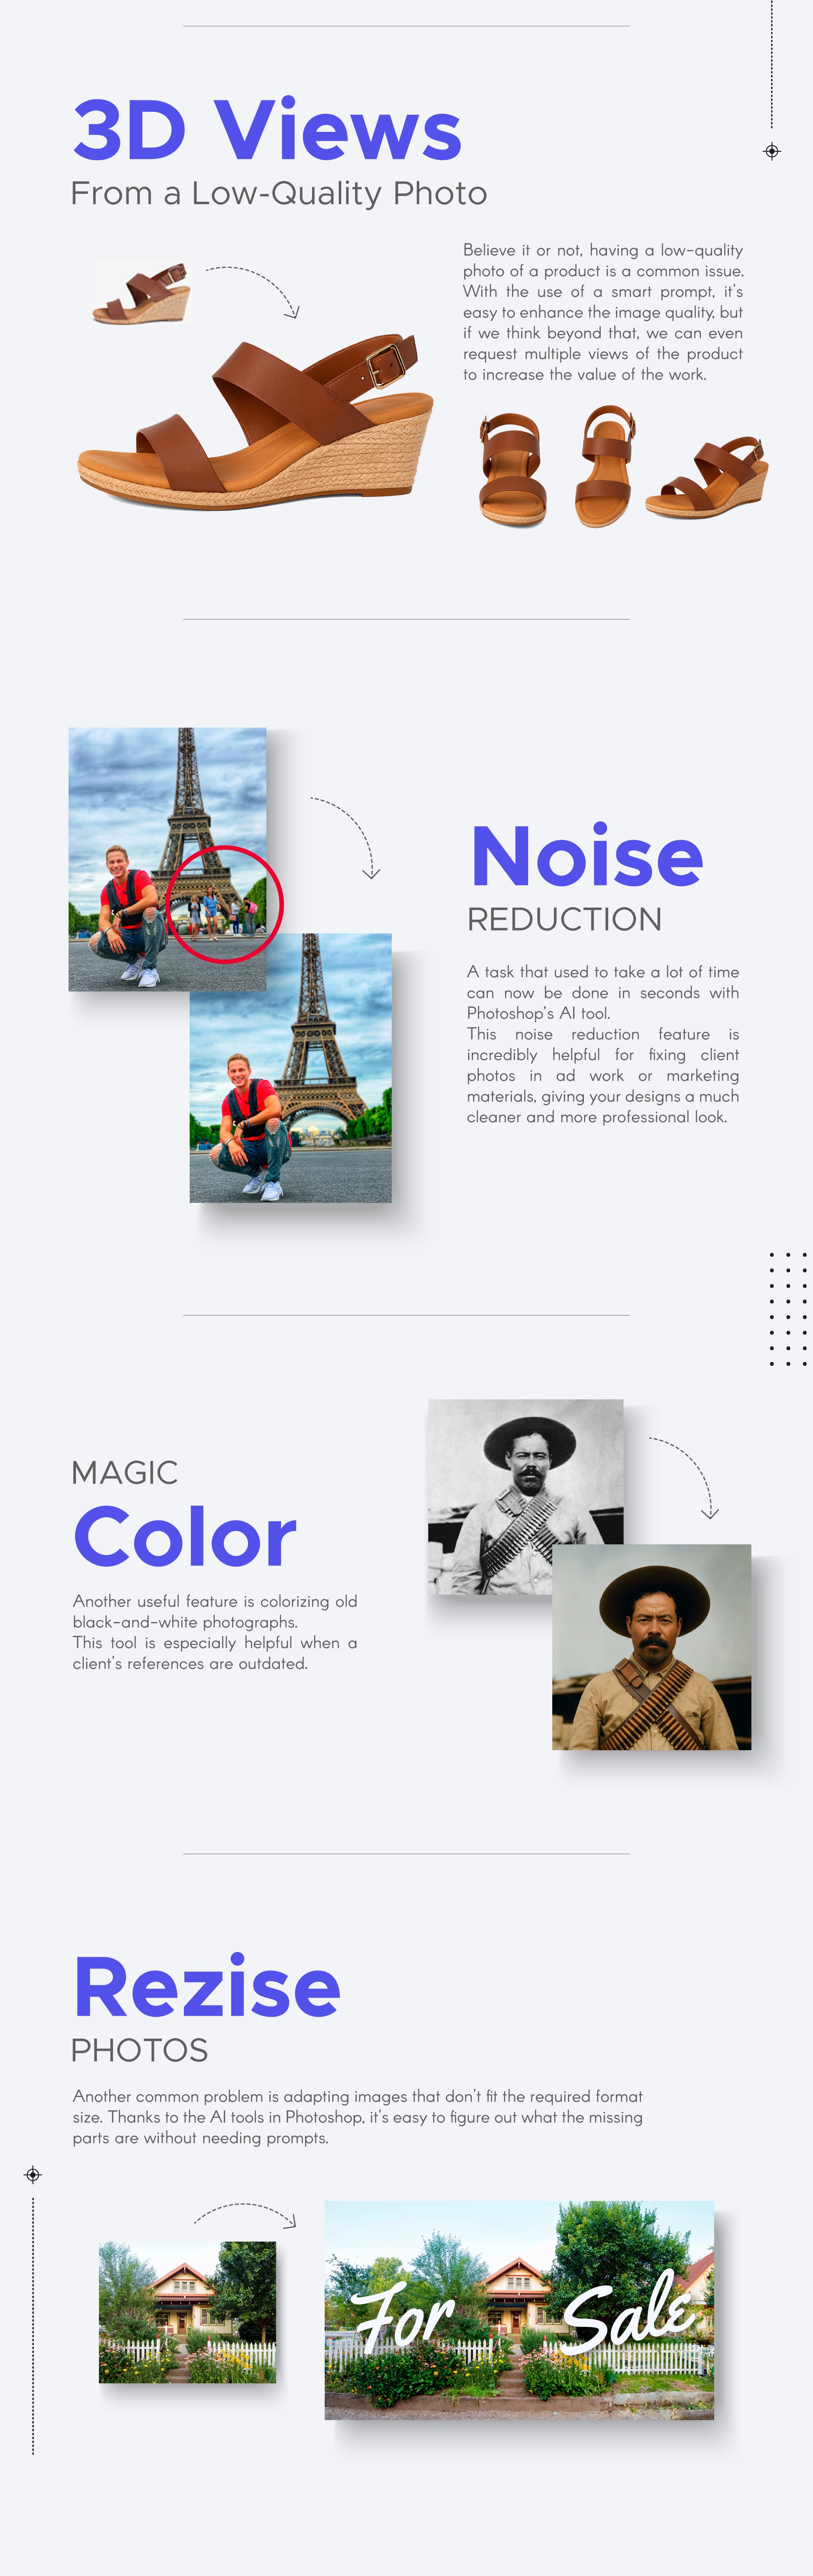 3D Views
From a Low-Quality Photo
Believe it or not, having a low-quality
photo of a product is a common issue.
With the use of a smart prompt, it's
easy to enhance the image quality, but
if we think beyond that, we can even
request multiple views of the product
to increase the value of the work.
Noise
REDUCTION
A task that used to take a lot of time
can now be done in seconds with
Photoshop's AI tool.
This noise reduction feature is
incredibly helpful for fixing client
photos in ad work or marketing
materials, giving your designs a much
cleaner and more professional look.
MAGIC
Color
Another useful feature is colorizing old
black-and-white photographs.
This tool is especially helpful when a
client's references are outdated.
Rezise
PHOTOS
Another common problem is adapting images that don't fit the required format
size. Thanks to the AI tools in Photoshop, it's easy to figure out what the missing
parts are without needing prompts.
For Sale